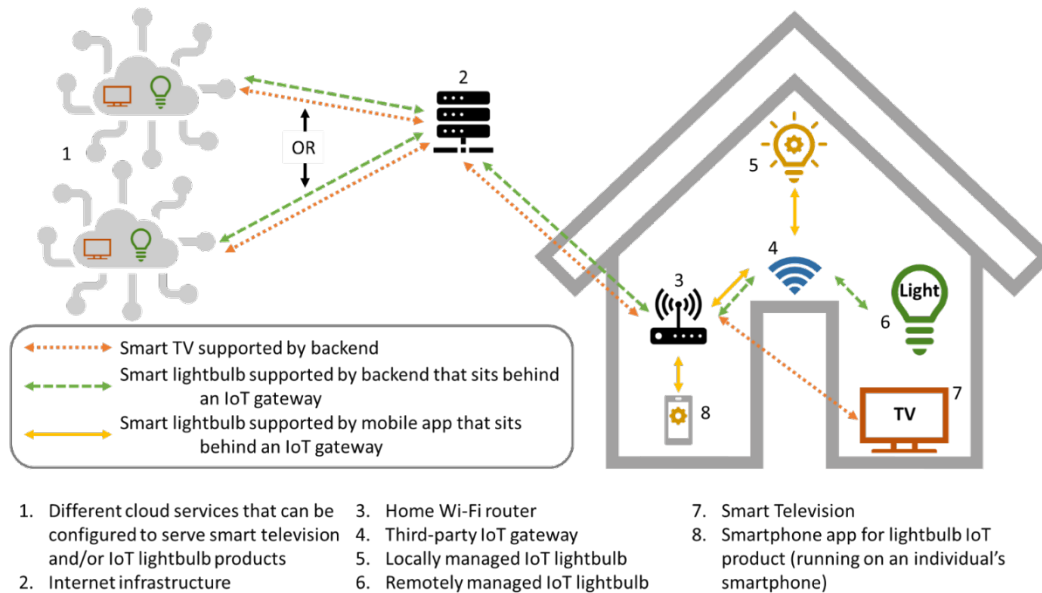 1
2
OR
5
4
3
Light
6
8
7
TV
Smart TV supported by backend
Smart lightbulb supported by backend that sits behind
an IoT gateway
Smart lightbulb supported by mobile app that sits
behind an IoT gateway
1. Different cloud services that can be
configured to serve smart television
and/or IoT lightbulb products
2. Internet infrastructure
3. Home Wi-Fi router
4. Third-party IoT gateway
5. Locally managed IoT lightbulb
6. Remotely managed IoT lightbulb
7. Smart Television
8. Smartphone app for lightbulb IoT
product (running on an individual’s
smartphone)